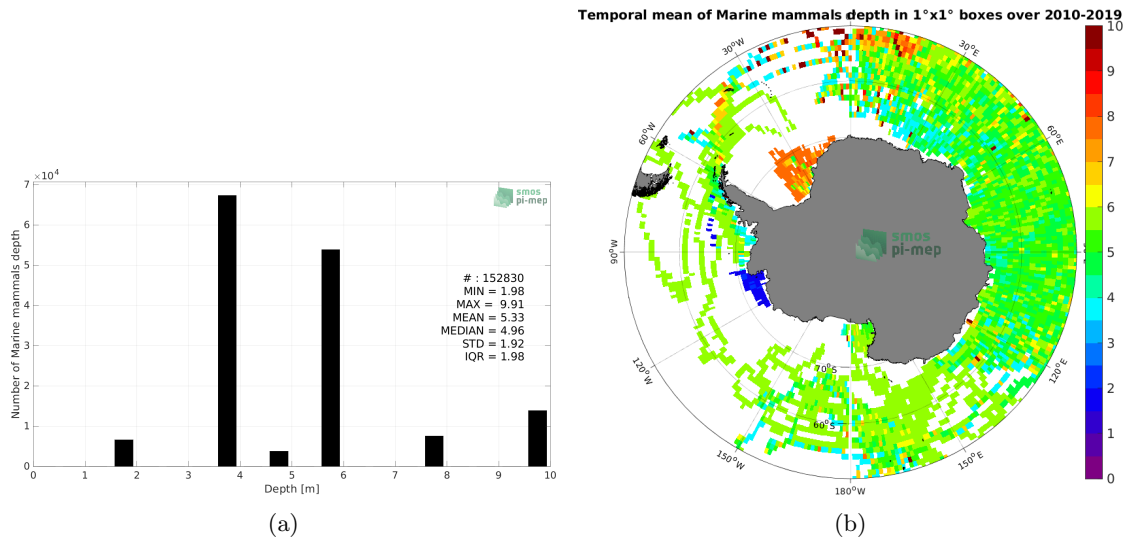 Temporal mean of Marine mammals depth in 1°x1° boxes over 2010-2019
×10⁴
7
6
5
4
3
2
1
0
Number of Marine mammals depth
0 1 2 3 4 5 6 7 8 9 10
Depth [m]
smos
pi-mep
# : 152830
MIN = 1.98
MAX = 9.91
MEAN = 5.33
MEDIAN = 4.96
STD = 1.92
IQR = 1.98
(a)
30°W
30°E
60°W
60°E
90°W
120°W
120°E
150°W
150°E
180°W
70°S
60°S
smos
pi-mep
10
9
8
7
6
5
4
3
2
1
0
(b)